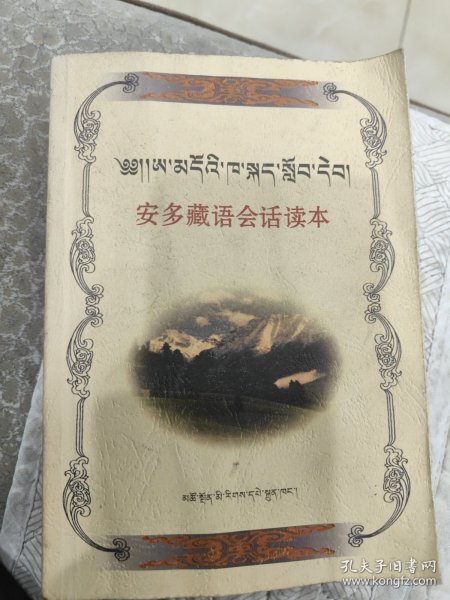 ༄༅། །ཨ་མདོའི་ཁ་སྐད་སློབ་དེབ།
安多藏语会话读本
མཚོ་སྔོན་མི་རིགས་དཔེ་སྐྲུན་ཁང་།
孔夫子旧书网
www.kongfz.com